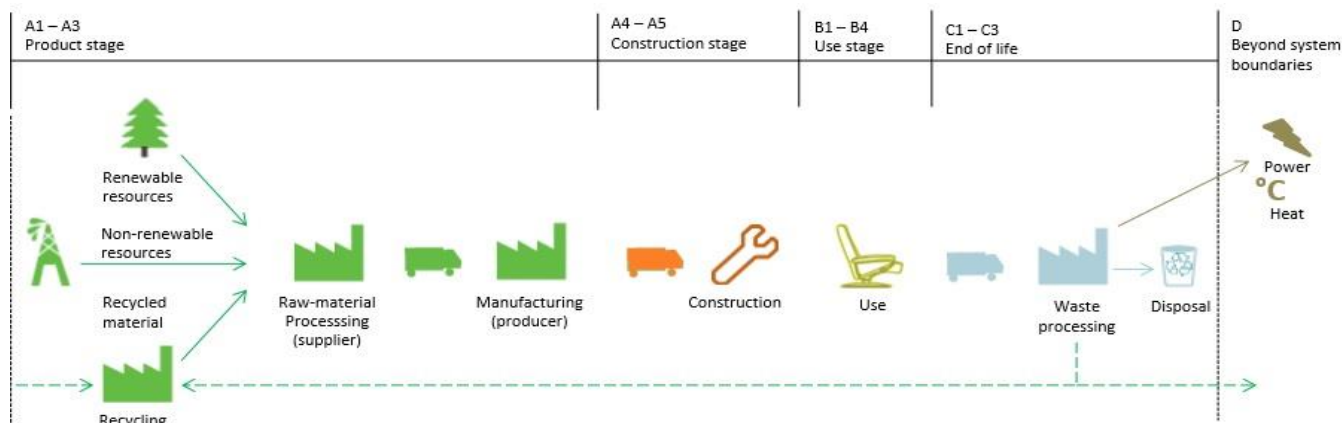 A1 – A3
Product stage
A4 – A5
Construction stage
B1 – B4
Use stage
C1 – C3
End of life
D
Beyond system
boundaries
Renewable
resources
Non-renewable
resources
Recycled
material
Recycling
Raw-material
Processsing
(supplier)
Manufacturing
(producer)
Construction
Use
Waste
processing
Disposal
Power
°C
Heat